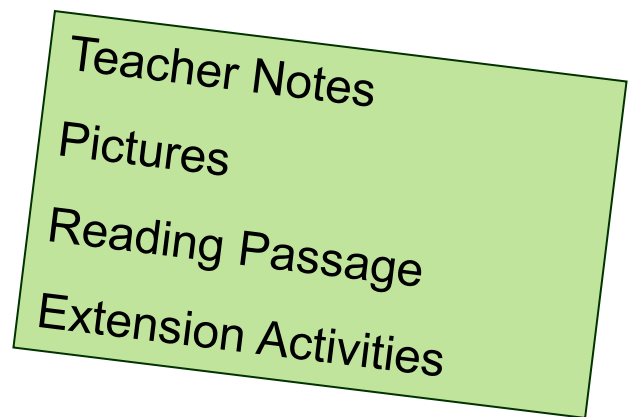 Teacher Notes
Pictures
Reading Passage
Extension Activities